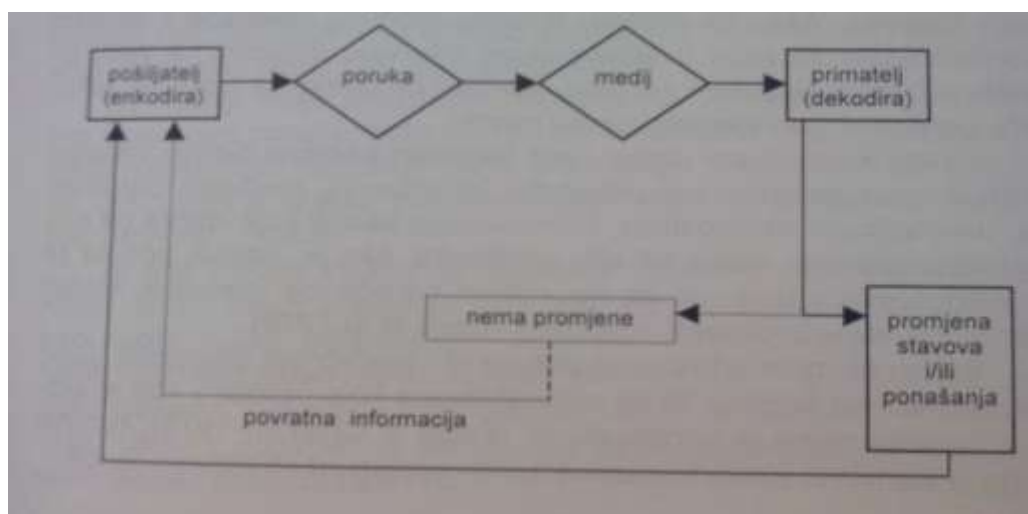 pošiljatelj
(enkodira)
poruka
medij
primatelj
(dekodira)
nema promjene
promjena
stavova
i/ili
ponašanja
povratna informacija